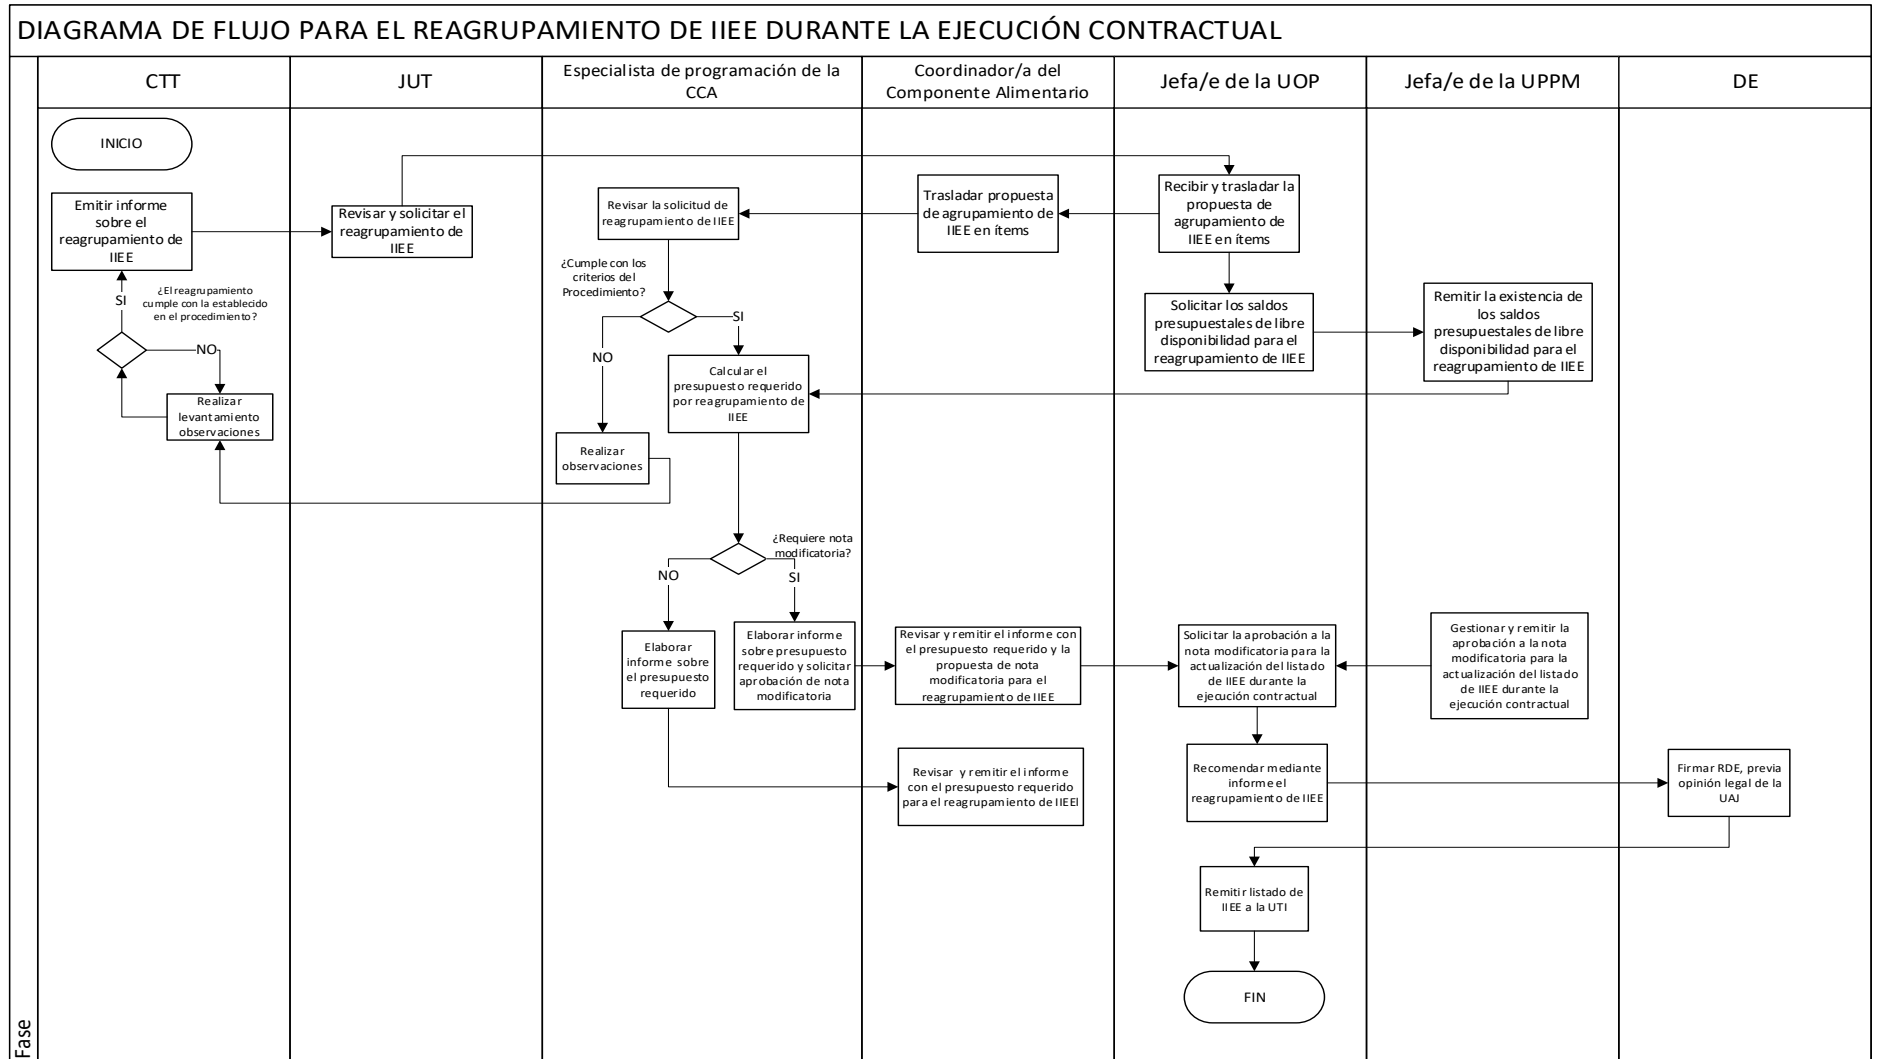 DIAGRAMA DE FLUJO PARA EL REAGRUPAMIENTO DE IIEE DURANTE LA EJECUCIÓN CONTRACTUAL
CTT
JUT
Especialista de programación de la
CCA
Coordinador/a del
Componente Alimentario
Jefa/e de la UOP
Jefa/e de la UPPM
DE
INICIO
Emitir informe
sobre el
reagrupamiento de
IIEE
Revisar y solicitar el
reagrupamiento de
IIEE
Revisar la solicitud de
reagrupamiento de IIEE
Trasladar propuesta
de agrupamiento de
IIEE en ítems
Recibir y trasladar la
propuesta de
agrupamiento de
IIEE en ítems
¿Cumple con los
criterios del
Procedimiento?
SI
NO
¿El reagrupamiento
cumple con la establecido
en el procedimiento?
SI
NO
Realizar
levantamiento
observaciones
Solicitar los saldos
presupuestales de libre
disponibilidad para el
reagrupamiento de IIEE
Remitir la existencia de
los saldos
presupuestales de libre
disponibilidad para el
reagrupamiento de IIEE
Calcular el
presupuesto requerido
por reagrupamiento de
IIEE
Realizar
observaciones
¿Requiere nota
modificatoria?
NO
SI
Elaborar
informe sobre
el presupuesto
requerido
Elaborar informe
sobre presupuesto
requerido y solicitar
aprobación de nota
modificatoria
Revisar y remitir el informe con
el presupuesto requerido y la
propuesta de nota
modificatoria para el
reagrupamiento de IIEE
Solicitar la aprobación a la
nota modificatoria para la
actualización del listado
de IIEE durante la
ejecución contractual
Gestionar y remitir la
aprobación a la nota
modificatoria para la
actualización del listado
de IIEE durante la
ejecución contractual
Revisar y remitir el informe
con el presupuesto requerido
para el reagrupamiento de IIEEl
Recomendar mediante
informe el
reagrupamiento de IIEE
Firmar RDE, previa
opinión legal de la
UAJ
Remitir listado de
IIEE a la UTI
FIN
Fase